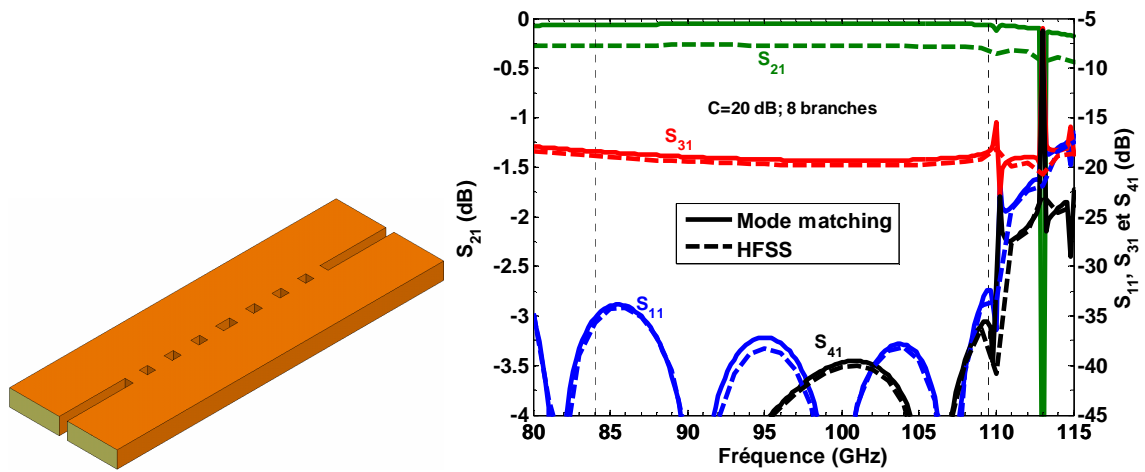 0
-0.5
-1
-1.5
-2
-2.5
-3
-3.5
-4
S21 (dB)
-5
-10
-15
-20
-25
-30
-35
-40
-45
S11, S31 et S41 (dB)
S21
C=20 dB; 8 branches
S31
Mode matching
HFSS
S11
S41
80 85 90 95 100 105 110 115
Fréquence (GHz)